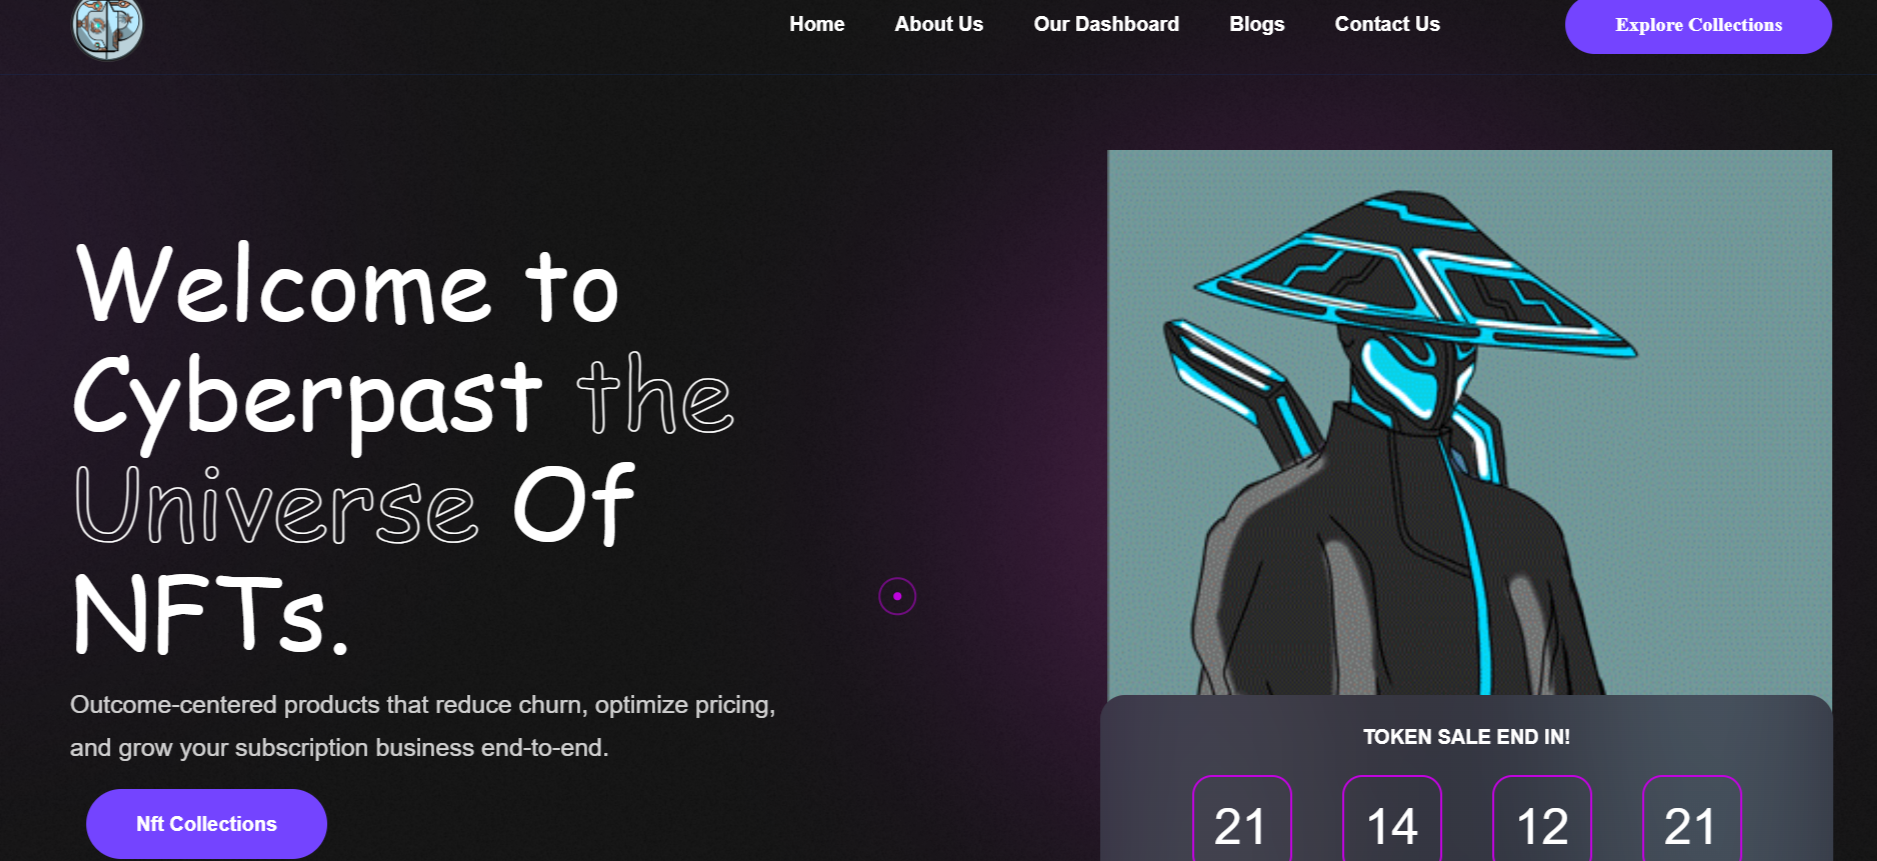 CP
Home About Us Our Dashboard Blogs Contact Us Explore Collections
Welcome to
Cyberpast the
Universe Of
NFTs.
Outcome-centered products that reduce churn, optimize pricing,
and grow your subscription business end-to-end.
Nft Collections
TOKEN SALE END IN!
21 14 12 21